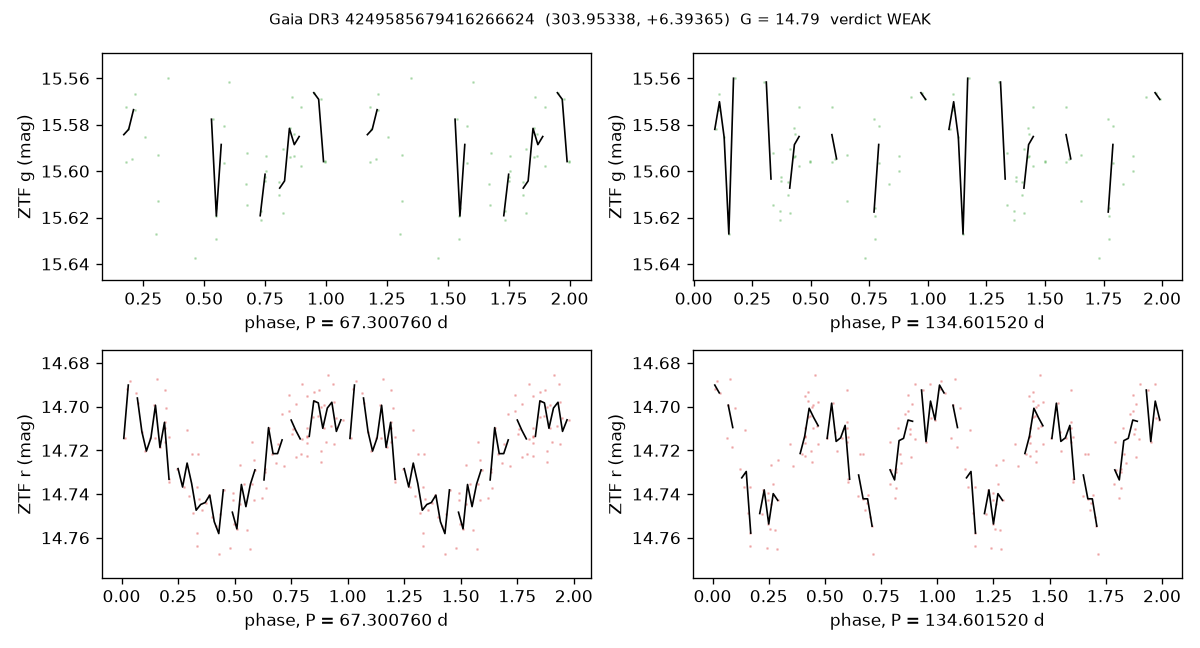 Gaia DR3 4249585679416266624 (303.95338, +6.39365) G = 14.79 verdict WEAK
ZTF g (mag)
15.56
15.58
15.60
15.62
15.64
0.25 0.50 0.75 1.00 1.25 1.50 1.75 2.00
phase, P = 67.300760 d
ZTF g (mag)
15.56
15.58
15.60
15.62
15.64
0.00 0.25 0.50 0.75 1.00 1.25 1.50 1.75 2.00
phase, P = 134.601520 d
ZTF r (mag)
14.68
14.70
14.72
14.74
14.76
0.00 0.25 0.50 0.75 1.00 1.25 1.50 1.75 2.00
phase, P = 67.300760 d
ZTF r (mag)
14.68
14.70
14.72
14.74
14.76
0.00 0.25 0.50 0.75 1.00 1.25 1.50 1.75 2.00
phase, P = 134.601520 d